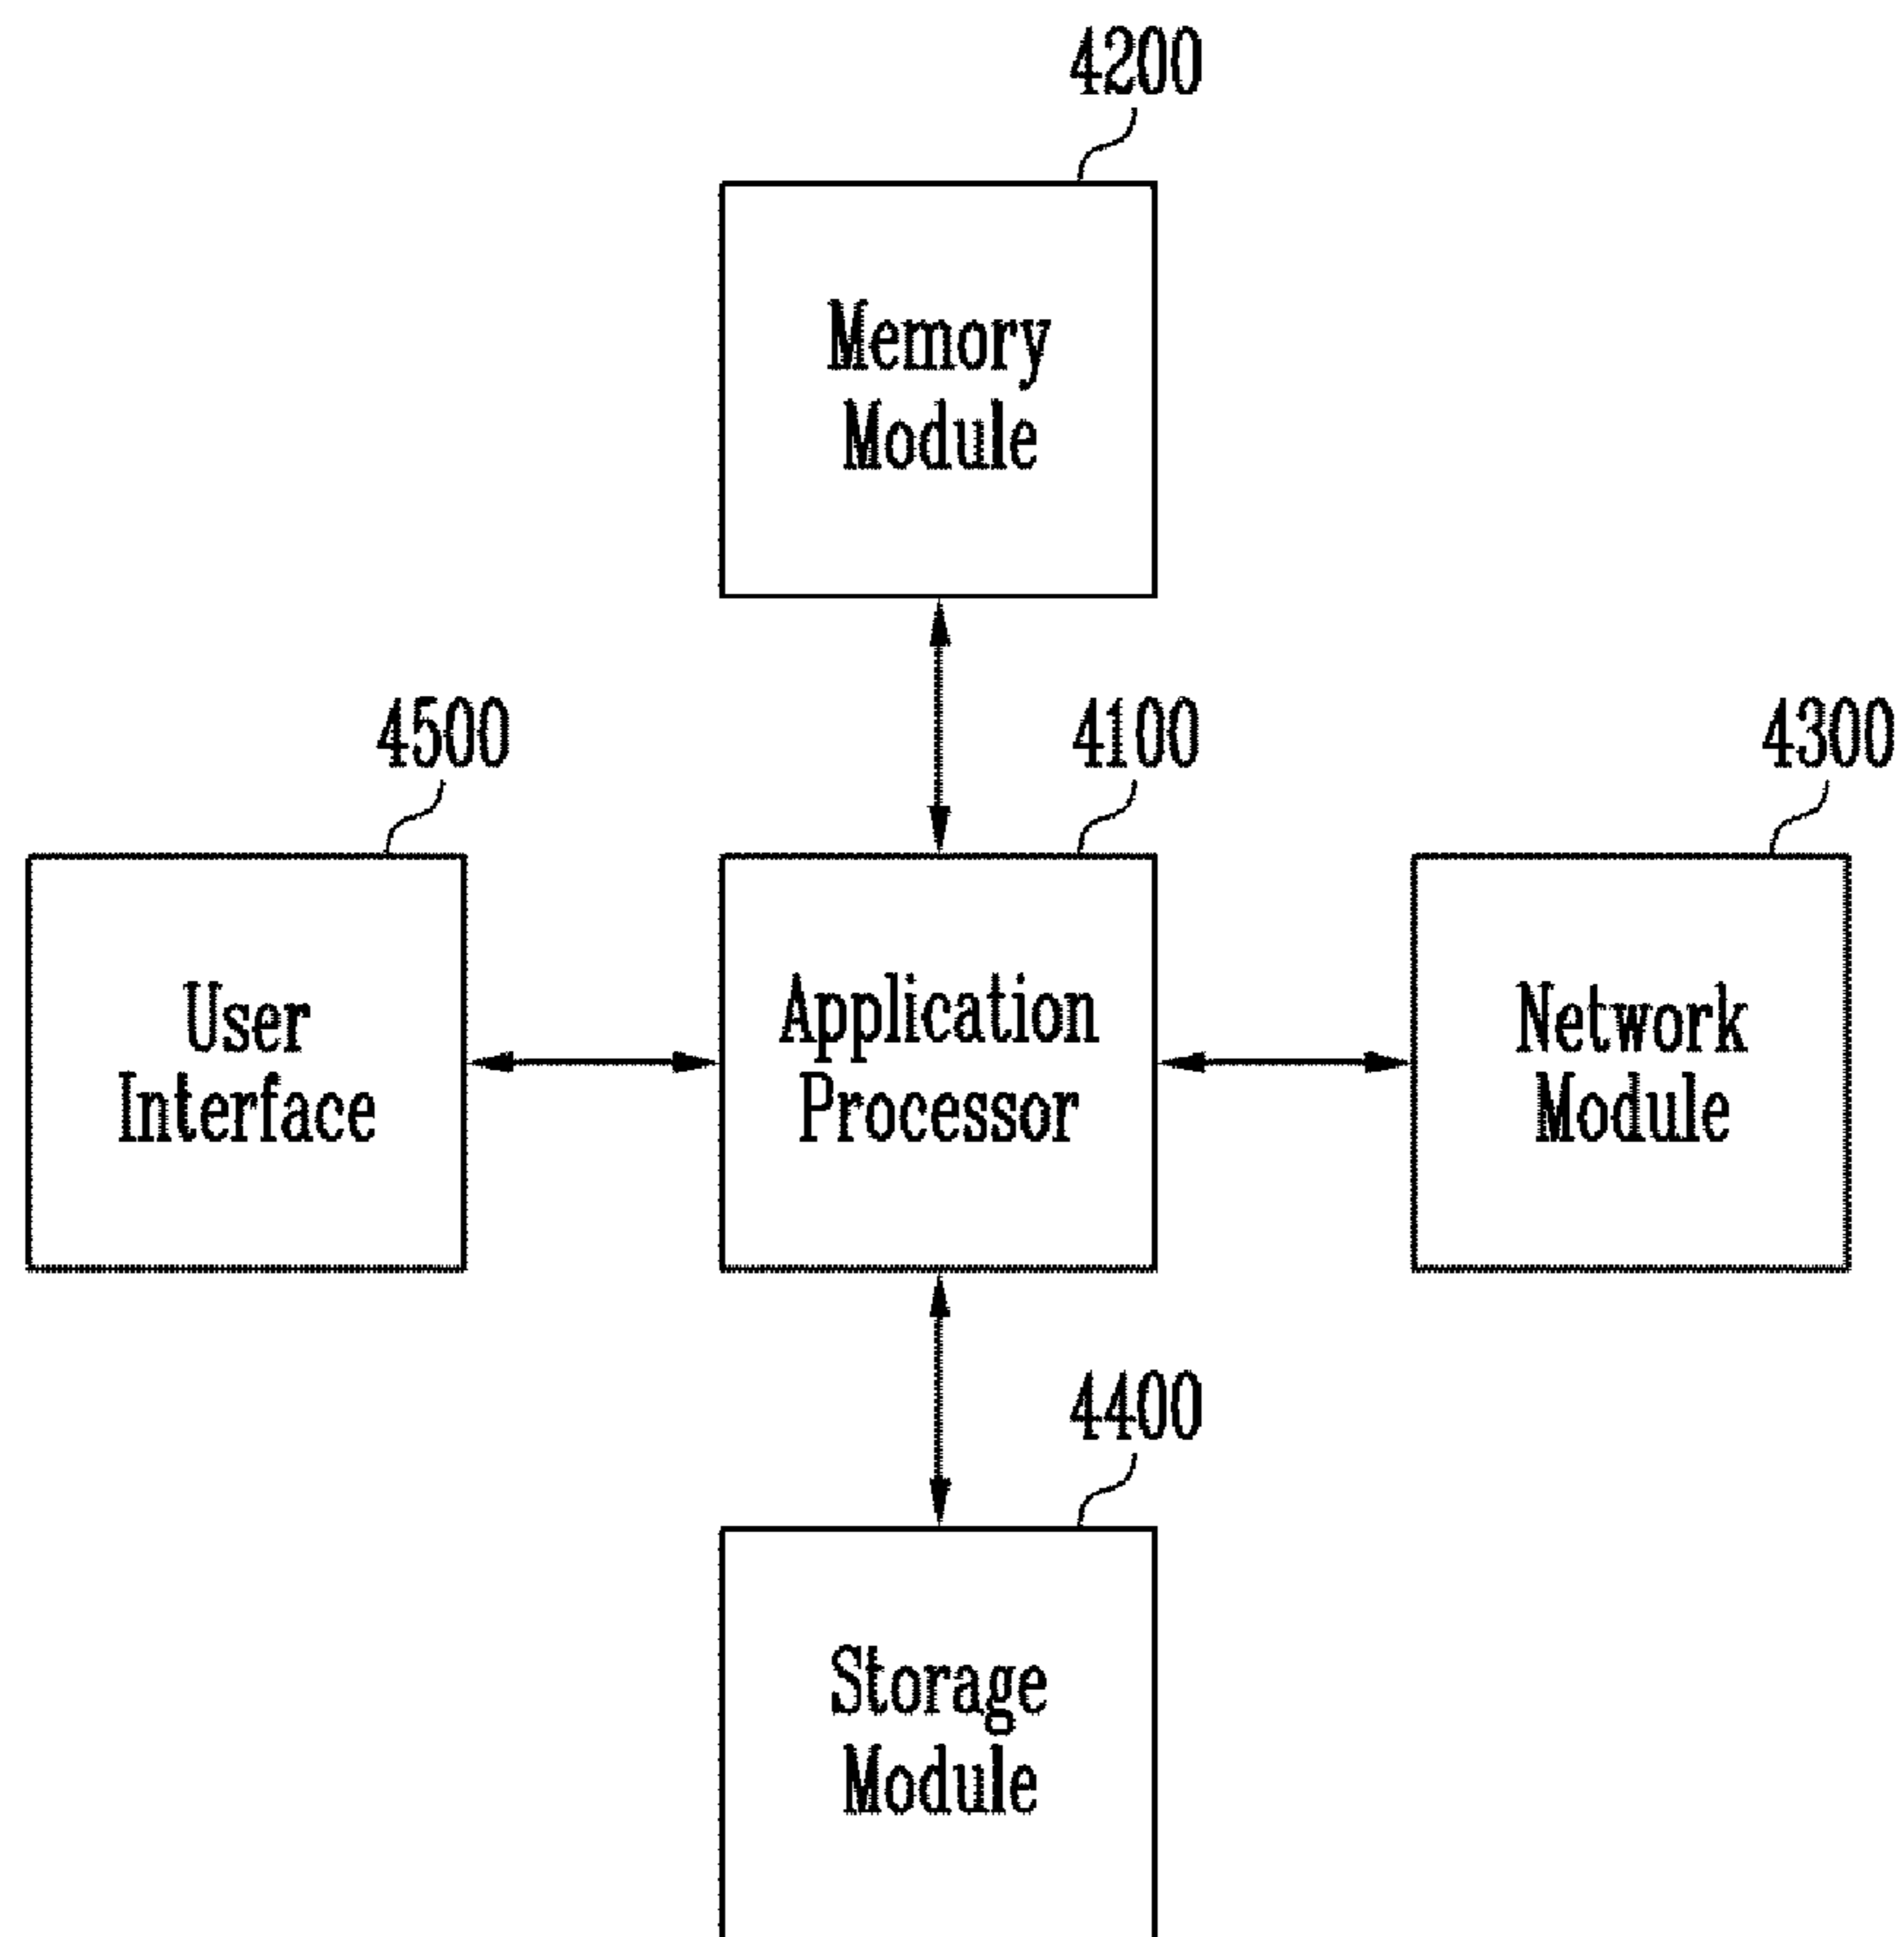 4200
Memory
Module
4500
4100
4300
User
Interface
Application
Processor
Network
Module
4400
Storage
Module